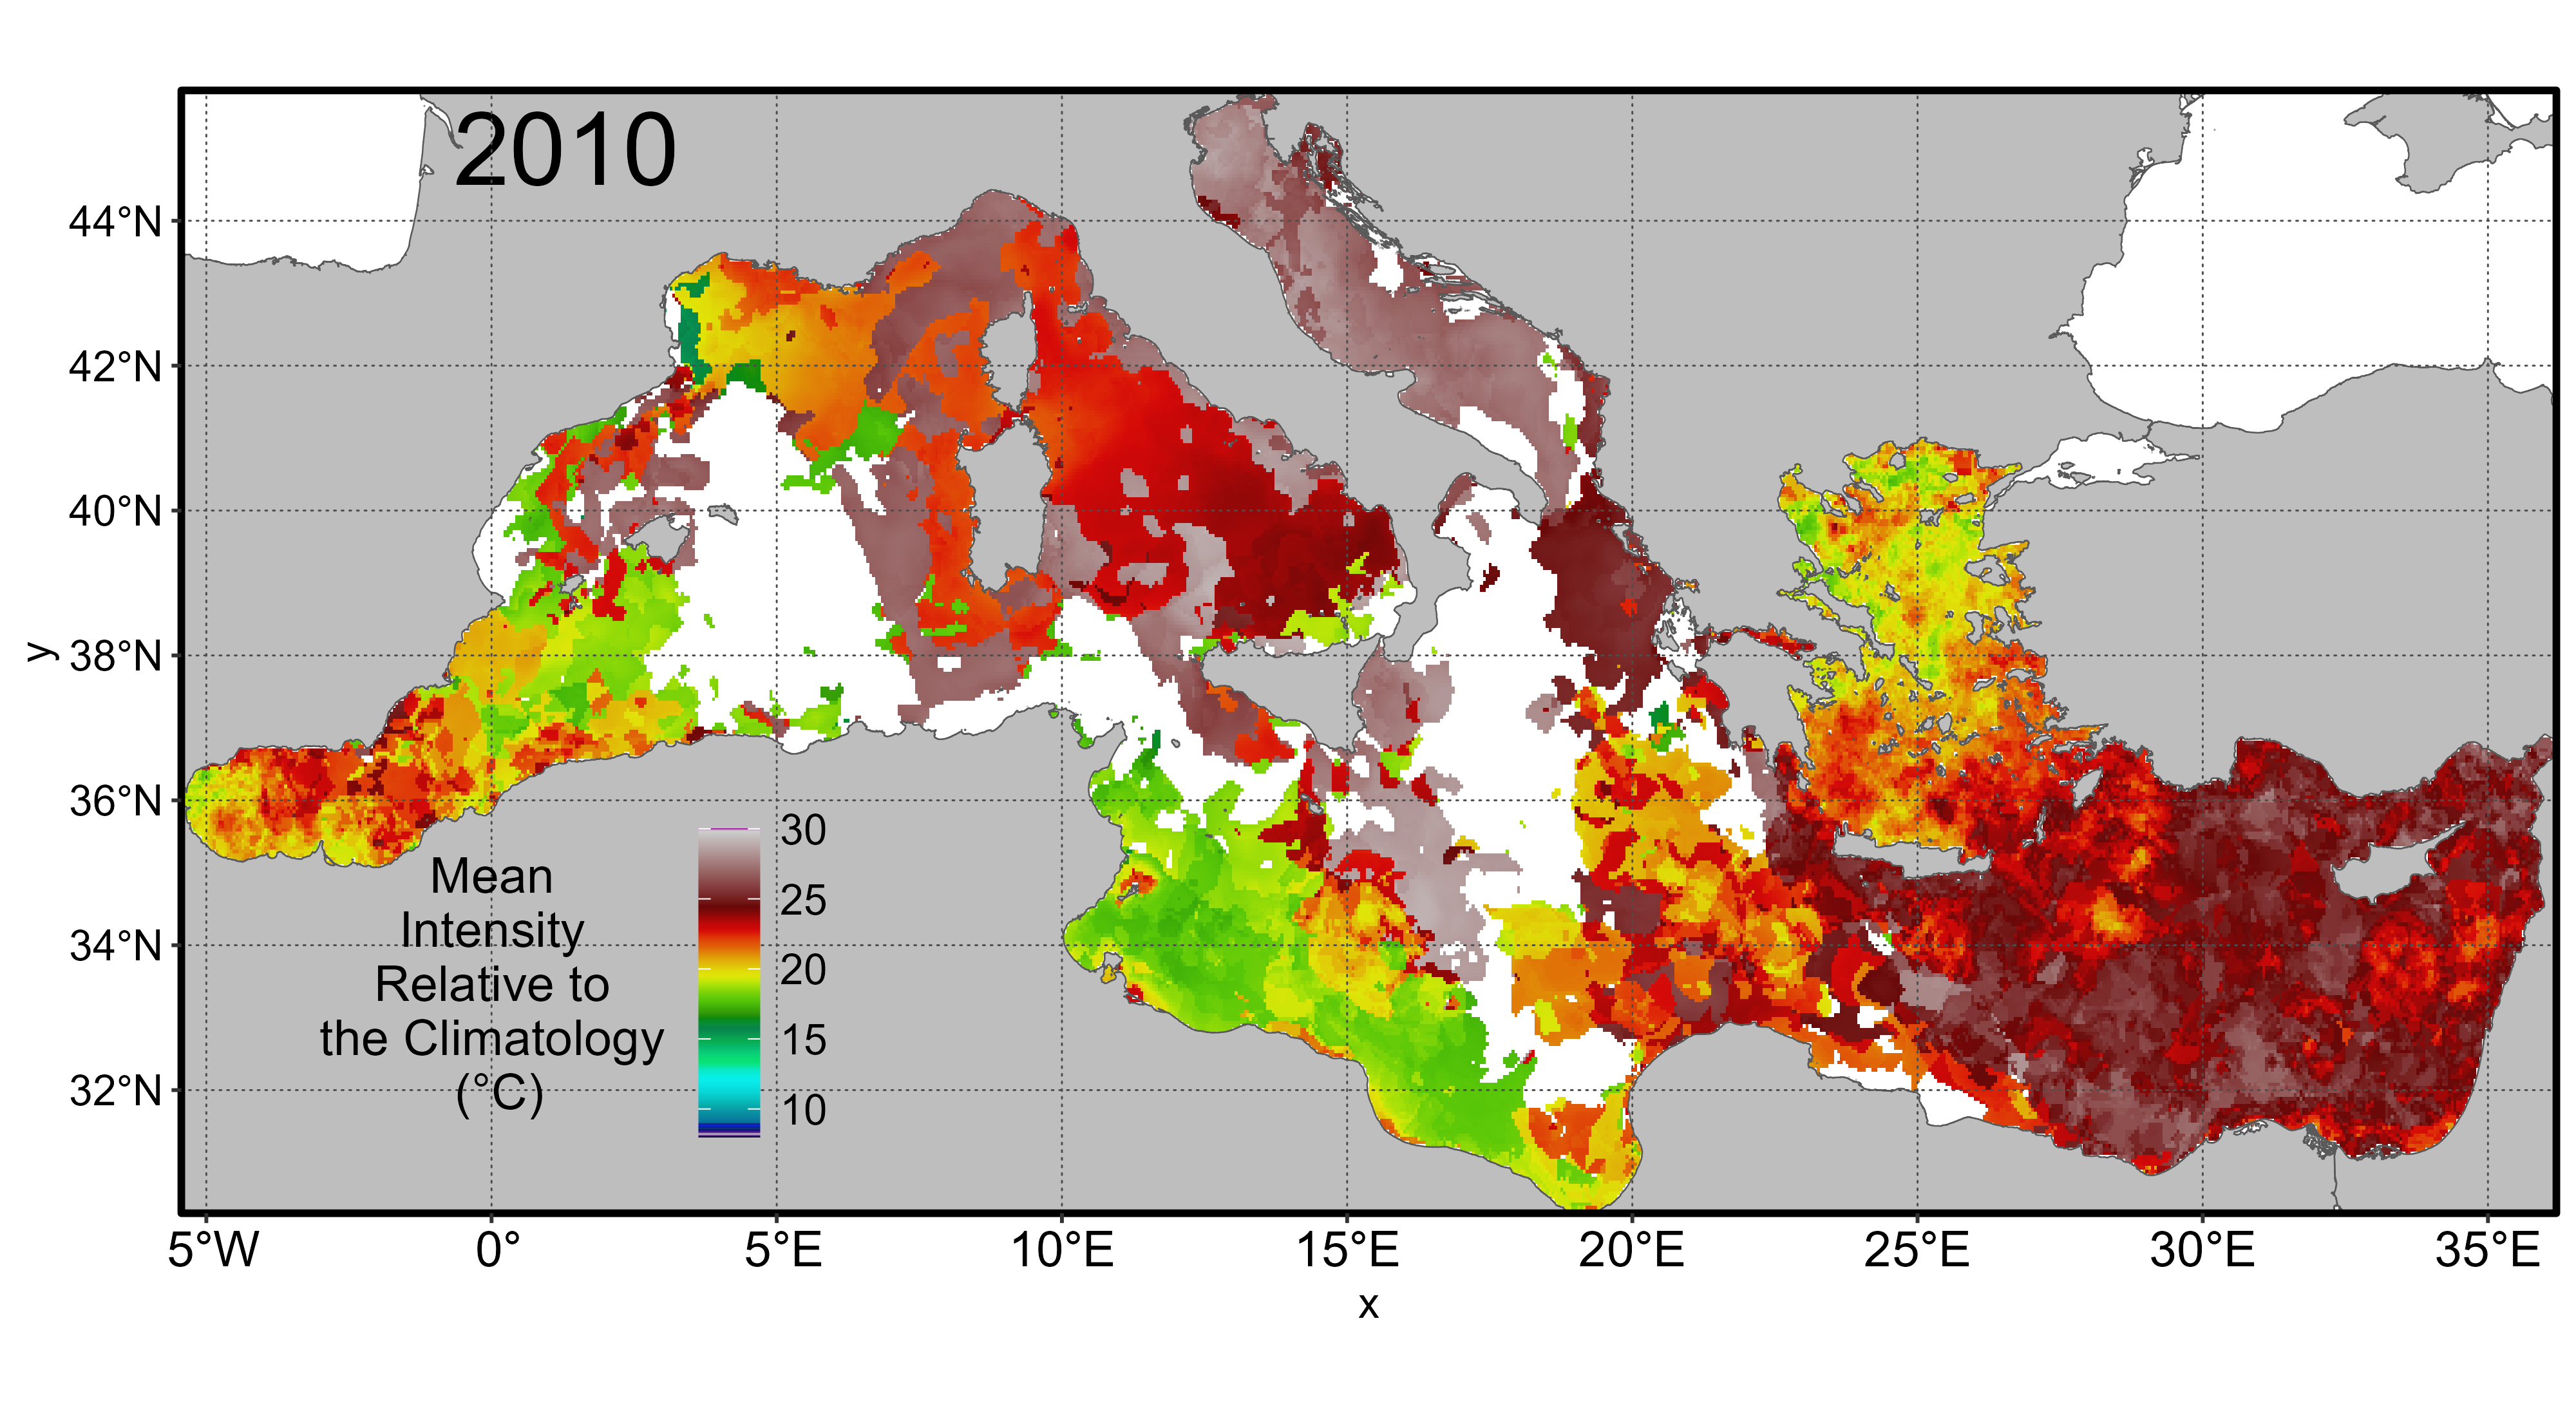 2010
44°N
42°N
40°N
38°N
36°N
34°N
32°N
y
Mean
Intensity
Relative to
the Climatology
(°C)
30
25
20
15
10
5°W
0°
5°E
10°E
15°E
20°E
25°E
30°E
35°E
x